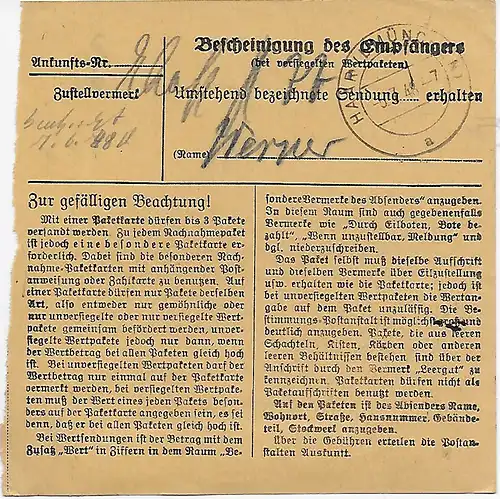 Bescheinigung des Empfängers
(bei versiegelten Wertpaketen)
Ankunfts-Nr.
Zustellvermerk
Umstehend bezeichnete Sendung erhalten
(Name) Werner
HAAR (MÜNCHEN)
a
Zur gefälligen Beachtung!
Mit einer Paketkarte dürfen bis 3 Pakete
versandt werden. Zu jedem Nachnahmepaket
ist jedoch eine besondere Paketkarte er-
forderlich. Dabei sind die besonderen Nach-
nahme-Paketkarten mit anhängender Post-
anweisung oder Zahlkarte zu benutzen. Auf
einer Paketkarte dürfen nur Pakete derselben
Art, also entweder nur gewöhnliche oder
nur unversiegelte oder nur versiegelte Wert-
pakete gemeinsam befördert werden, unver-
siegelte Wertpakete jedoch nur dann, wenn
der Wertbetrag bei allen Paketen gleich hoch
ist. Bei unversiegelten Wertpaketen darf der
Wertbetrag nur einmal auf der Paketkarte
vermerkt werden, bei versiegelten Wertpake-
ten muß der Wert eines jeden Pakets beson-
ders auf der Paketkarte angegeben sein, es sei
denn, daß er bei allen Paketen gleich hoch ist.
Bei Wertsendungen ist der Betrag mit dem
Zusatz „Wert" in Ziffern in dem Raum „Be-
sondere Vermerke des Absenders" anzugeben.
In diesem Raum sind auch gegebenenfalls
Vermerke wie „Durch Eilboten, Bote be-
zahlt", „Wenn unzustellbar, Meldung" und
dgl. niederzuschreiben.
Das Paket selbst muß dieselbe Aufschrift
und dieselben Vermerke über Eilzustellung
usw. erhalten wie die Paketkarte; jedoch ist
bei unversiegelten Wertpaketen die Wertan-
gabe auf dem Paket unzulässig. Die Be-
stimmungs-Postanstalt ist möglichst und
deutlich anzugeben. Pakete, die aus leeren
Schachteln, Kisten, Körben oder anderen
leeren Behältnissen bestehen, sind über der
Anschrift durch den Vermerk „Leergut" zu
kennzeichnen. Paketkarten dürfen nicht als
Paketaufschriften benutzt werden.
Auf den Paketen ist des Absenders Name,
Wohnort, Straße, Hausnummer, Gebäude-
teil, Stockwerk anzugeben.
Über die Gebühren erteilen die Postan-
stalten Auskunft.